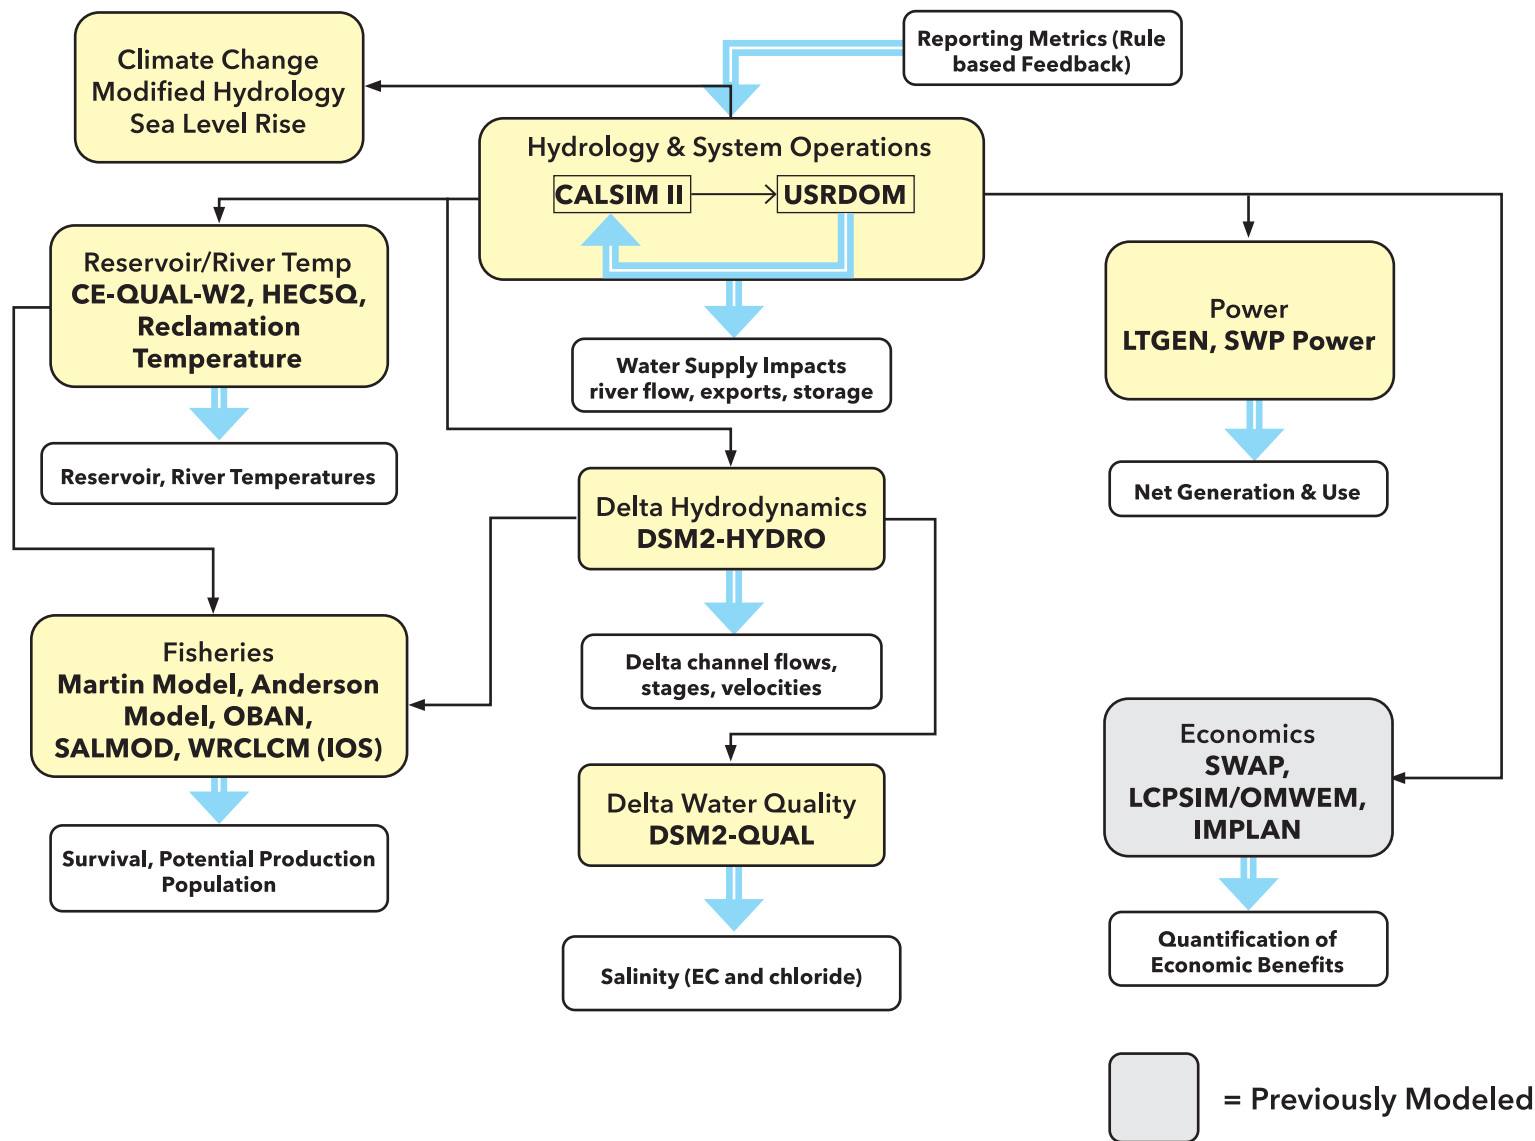 Reporting Metrics (Rule
based Feedback)
Climate Change
Modified Hydrology
Sea Level Rise
Hydrology & System Operations
CALSIM II
USRDOM
Reservoir/River Temp
CE-QUAL-W2, HEC5Q,
Reclamation
Temperature
Power
LTGEN, SWP Power
Water Supply Impacts
river flow, exports, storage
Reservoir, River Temperatures
Net Generation & Use
Delta Hydrodynamics
DSM2-HYDRO
Fisheries
Martin Model, Anderson
Model, OBAN,
SALMOD, WRCLCM (IOS)
Delta channel flows,
stages, velocities
Economics
SWAP,
LCPSIM/OMWEM,
IMPLAN
Delta Water Quality
DSM2-QUAL
Survival, Potential Production
Population
Salinity (EC and chloride)
Quantification of
Economic Benefits
= Previously Modeled